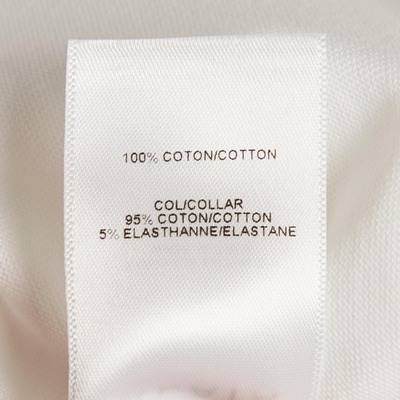 100% COTON/COTTON
COL/COLLAR
95% COTON/COTTON
5% ELASTHANNE/ELASTANE